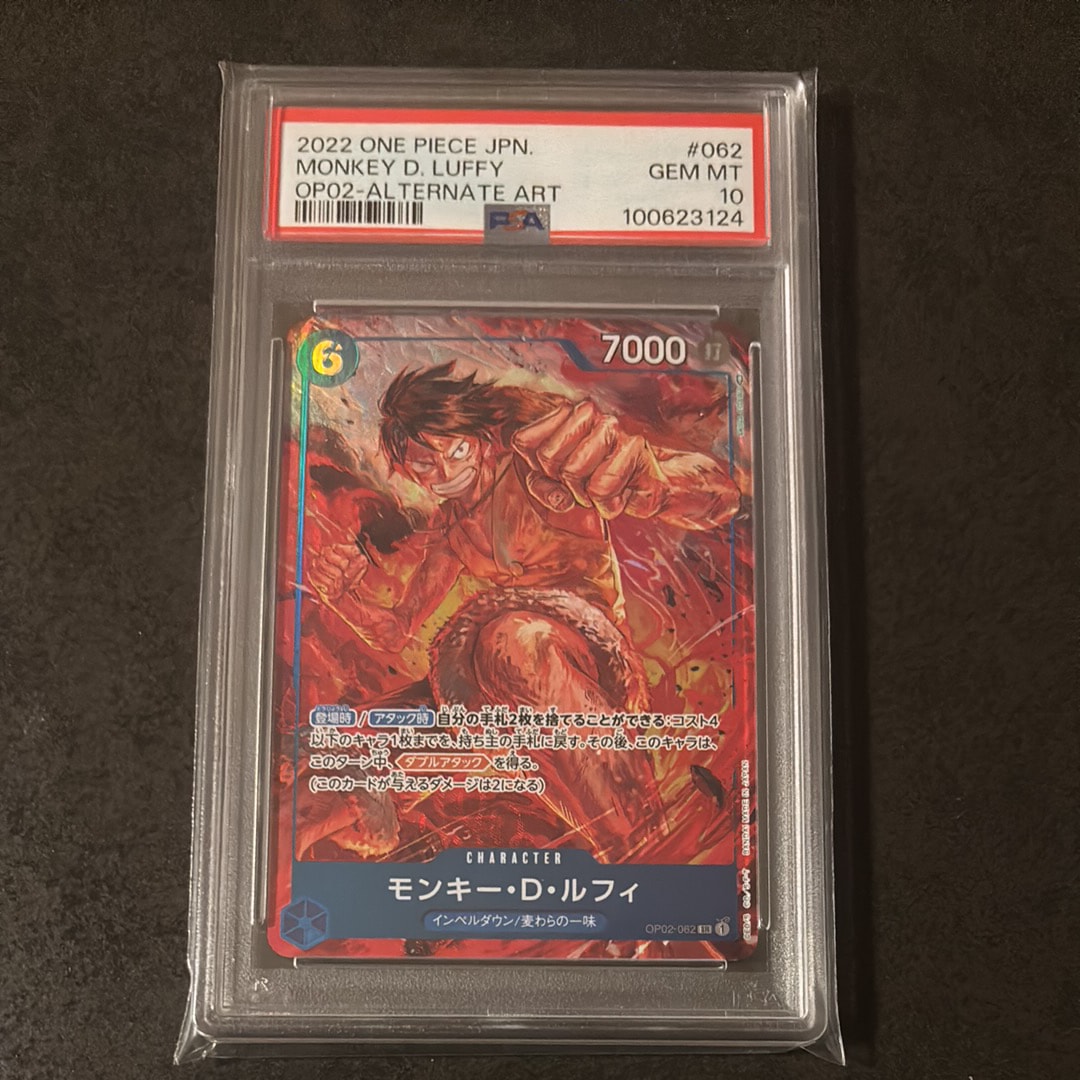 2022 ONE PIECE JPN.
#062
MONKEY D. LUFFY
GEM MT
OP02-ALTERNATE ART
10
PSA
100623124
6
7000
打
登場時 / アタック時 自分の手札2枚を捨てることができる:コスト4
以下のキャラ1枚までを、持ち主の手札に戻す。その後、このキャラは、
このターン中、ダブルアタックを得る。
(このカードが与えるダメージは2になる)
CHARACTER
モンキー・D・ルフィ
インペルダウン/麦わらの一味
OP02-062 SR 1
BANDAI MADE IN JAPAN